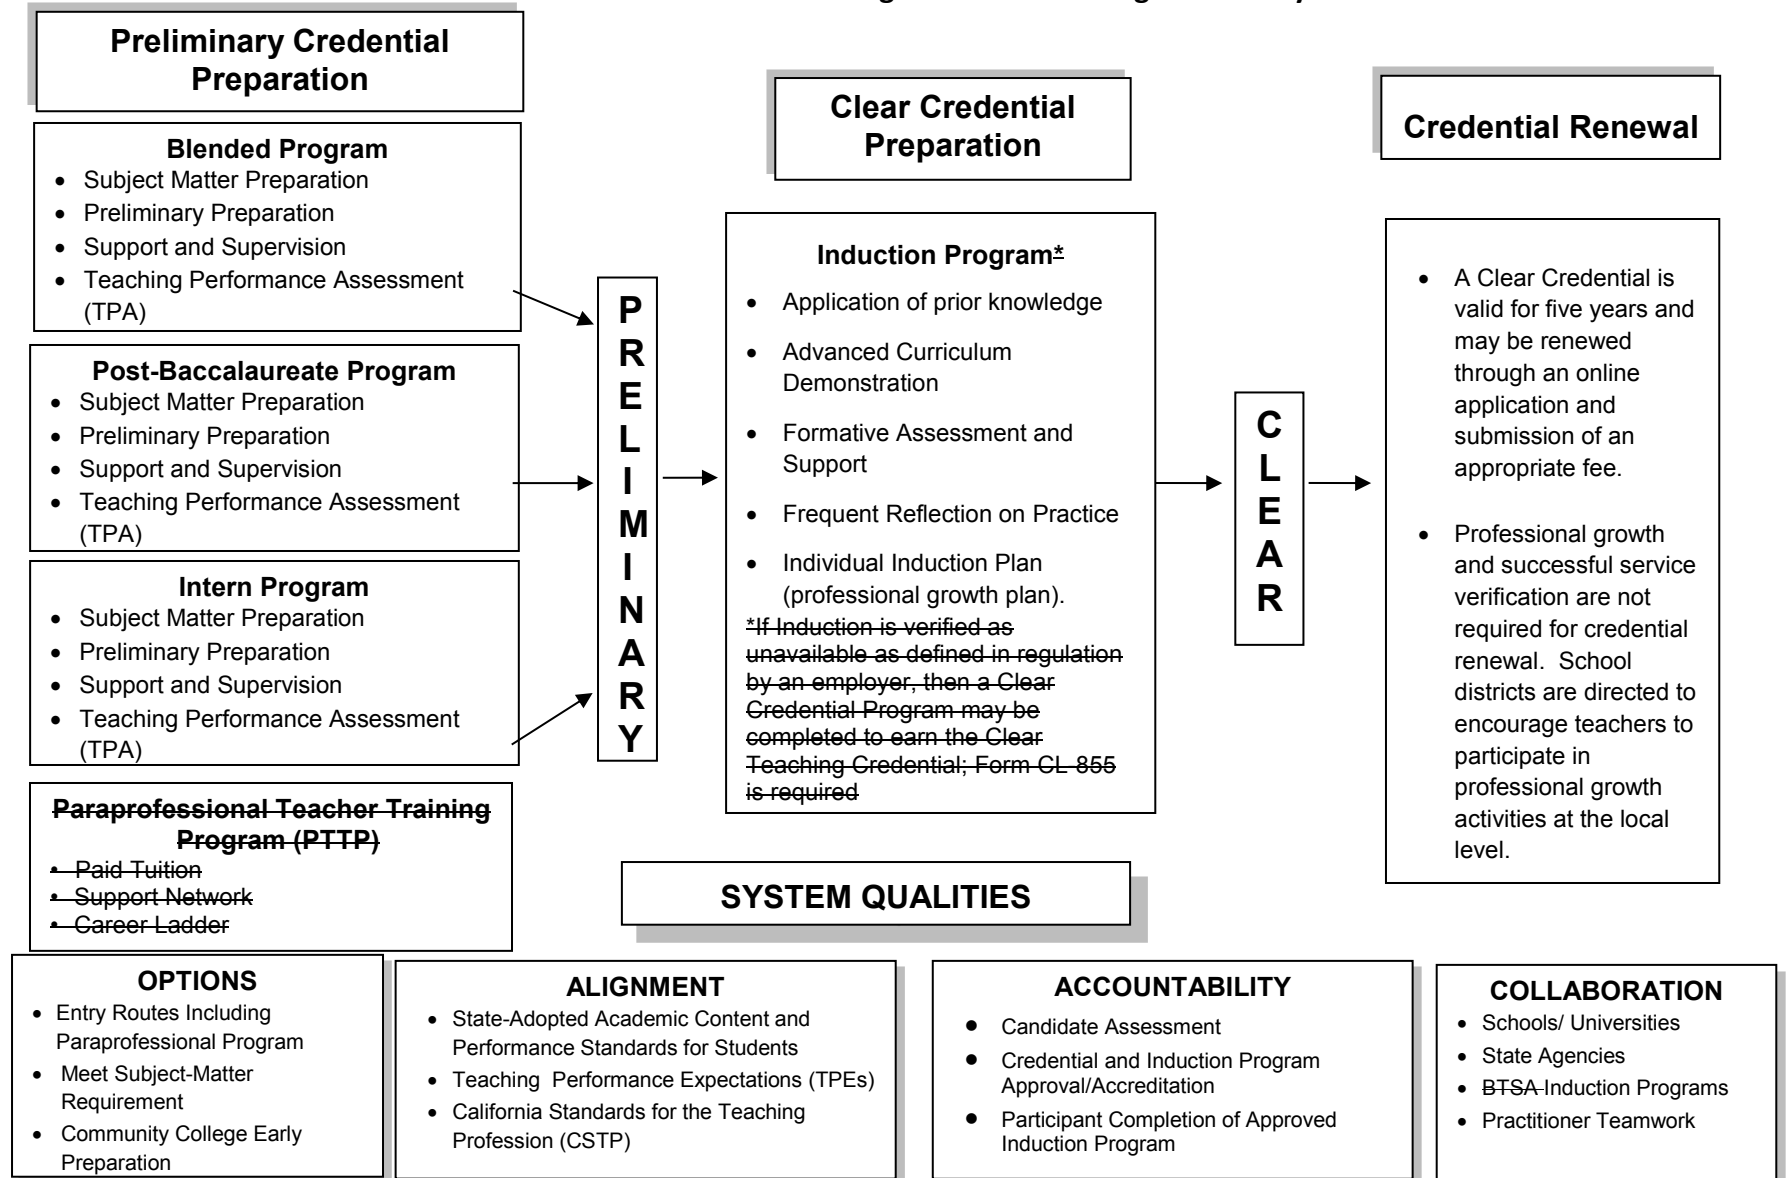 Preliminary Credential
Preparation
Blended Program
• Subject Matter Preparation
• Preliminary Preparation
• Support and Supervision
• Teaching Performance Assessment
(TPA)
Post-Baccalaureate Program
• Subject Matter Preparation
• Preliminary Preparation
• Support and Supervision
• Teaching Performance Assessment
(TPA)
Intern Program
• Subject Matter Preparation
• Preliminary Preparation
• Support and Supervision
• Teaching Performance Assessment
(TPA)
Paraprofessional Teacher Training
Program (PTTP)
• Paid Tuition
• Support Network
• Career Ladder
P
R
E
L
I
M
I
N
A
R
Y
Clear Credential
Preparation
Induction Program*
• Application of prior knowledge
• Advanced Curriculum
Demonstration
• Formative Assessment and
Support
• Frequent Reflection on Practice
• Individual Induction Plan
(professional growth plan).
*If Induction is verified as
unavailable as defined in regulation
by an employer, then a Clear
Credential Program may be
completed to earn the Clear
Teaching Credential; Form CL-855
is required
C
L
E
A
R
Credential Renewal
• A Clear Credential is
valid for five years and
may be renewed
through an online
application and
submission of an
appropriate fee.
• Professional growth
and successful service
verification are not
required for credential
renewal. School
districts are directed to
encourage teachers to
participate in
professional growth
activities at the local
level.
SYSTEM QUALITIES
OPTIONS
• Entry Routes Including
Paraprofessional Program
• Meet Subject-Matter
Requirement
• Community College Early
Preparation
ALIGNMENT
• State-Adopted Academic Content and
Performance Standards for Students
• Teaching Performance Expectations (TPEs)
• California Standards for the Teaching
Profession (CSTP)
ACCOUNTABILITY
• Candidate Assessment
• Credential and Induction Program
Approval/Accreditation
• Participant Completion of Approved
Induction Program
COLLABORATION
• Schools/ Universities
• State Agencies
• BTSA Induction Programs
• Practitioner Teamwork